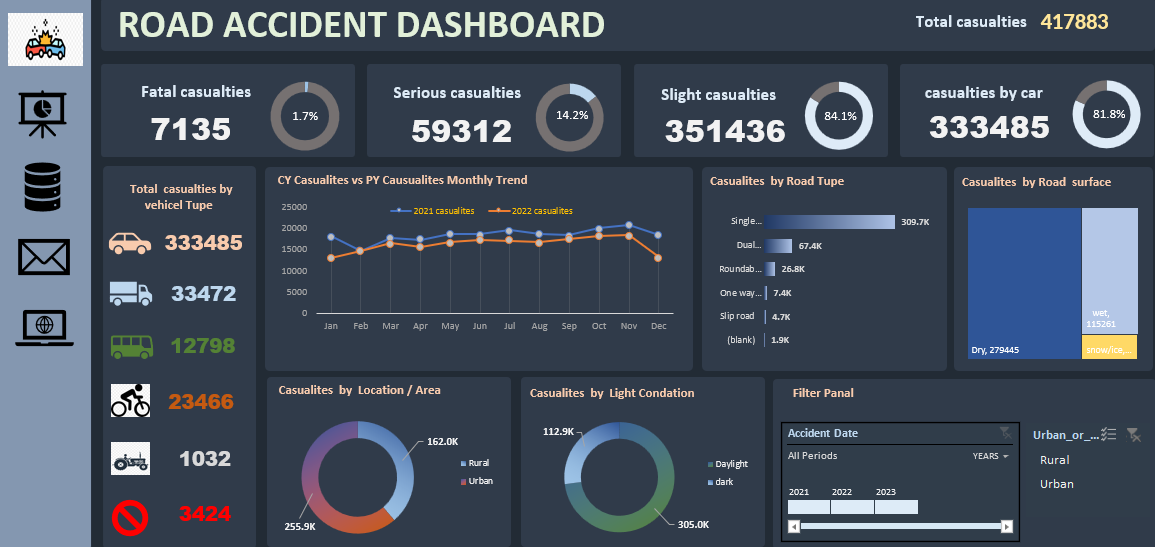 ROAD ACCIDENT DASHBOARD
Total casualties 417883
Fatal casualties
7135
1.7%
Serious casualties
59312
14.2%
Slight casualties
351436
84.1%
casualties by car
333485
81.8%
Total casualties by
vehicel Tupe
333485
33472
12798
23466
1032
3424
CY Casualites vs PY Causualites Monthly Trend
2021 casualites
2022 casualites
25000
20000
15000
10000
5000
0
Jan Feb Mar Apr May Jun Jul Aug Sep Oct Nov Dec
Casualites by Road Tupe
Single... 309.7K
Dual... 67.4K
Roundab... 26.8K
One way... 7.4K
Slip road 4.7K
(blank) 1.9K
Casualites by Road surface
Dry, 279445
wet,
115261
snow/ice,...
Casualites by Location / Area
162.0K
255.9K
Rural
Urban
Casualites by Light Condation
112.9K
305.0K
Daylight
dark
Filter Panal
Accident Date
All Periods YEARS
2021 2022 2023
Urban_or_...
Rural
Urban